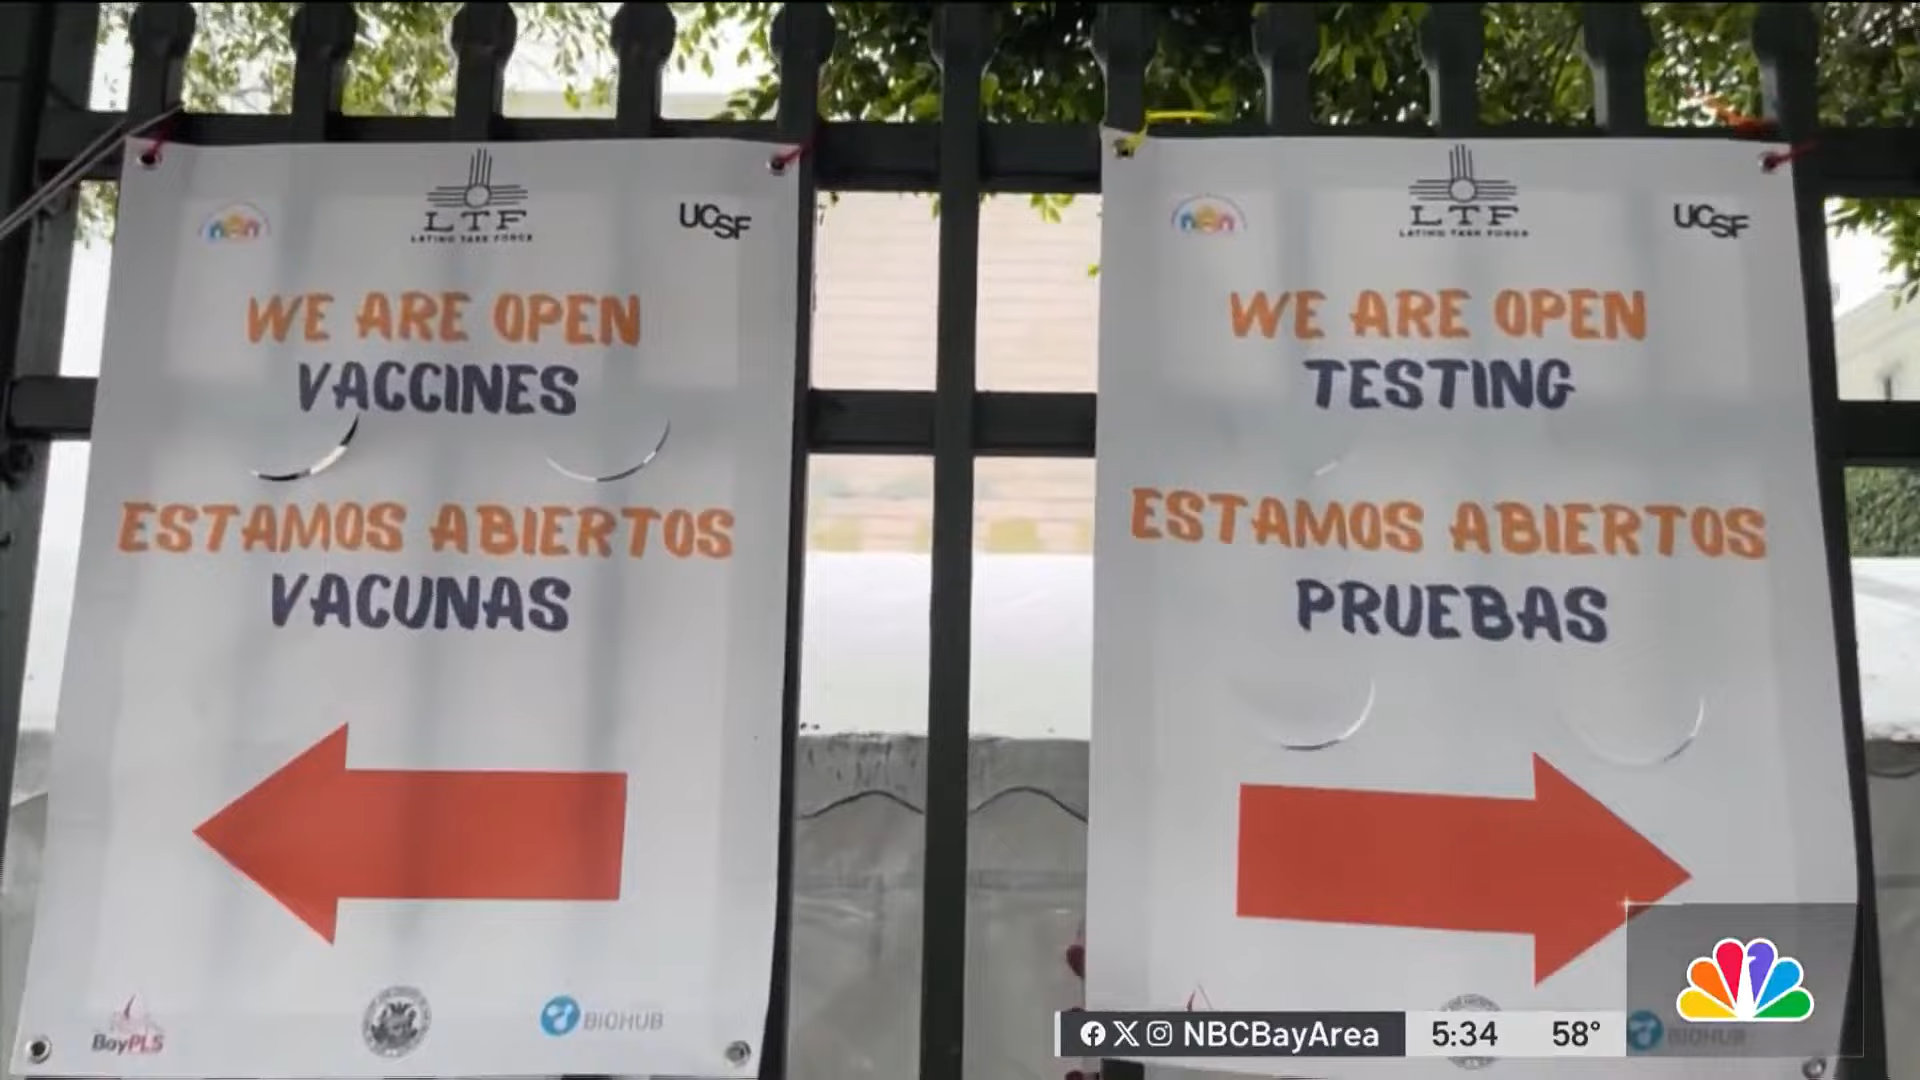 LTF
LATINO TASK FORCE
UCSF
WE ARE OPEN
VACCINES
ESTAMOS ABIERTOS
VACUNAS
BayPLS
BIOHUB
LTF
LATINO TASK FORCE
UCSF
WE ARE OPEN
TESTING
ESTAMOS ABIERTOS
PRUEBAS
BIOHUB
NBCBayArea
5:34
58°